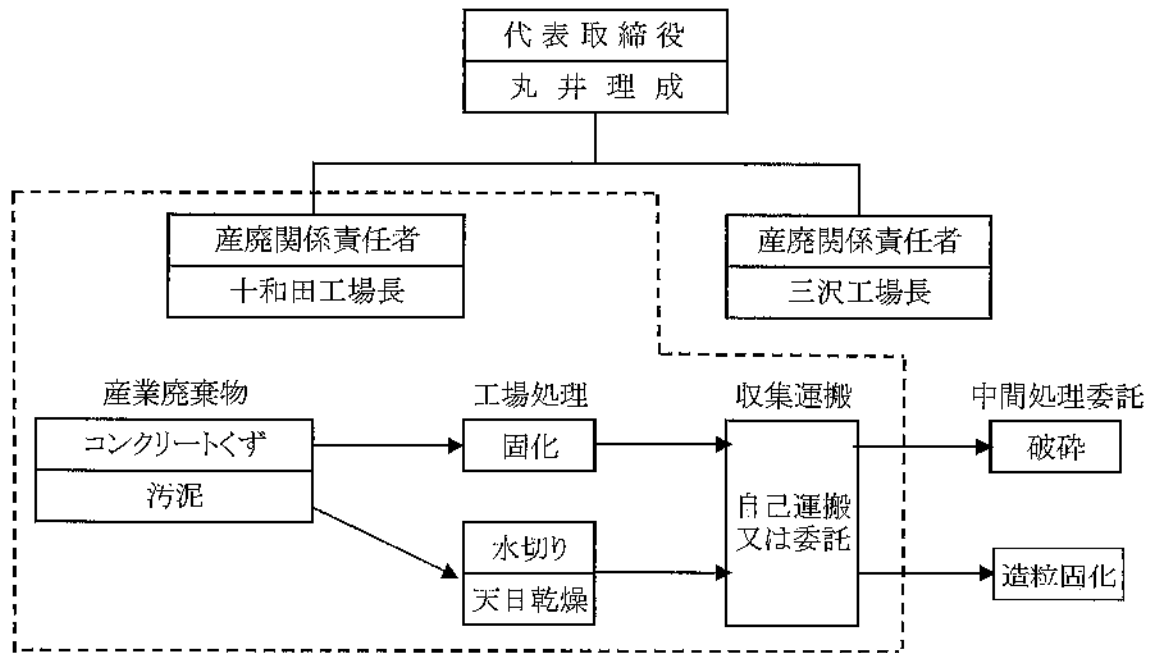 代表取締役
丸井理成
産廃関係責任者
十和田工場長
産廃関係責任者
三沢工場長
産業廃棄物
工場処理
収集運搬
中間処理委託
コンクリートくず
固化
破砕
汚泥
自己運搬
又は委託
水切り
天日乾燥
造粒固化